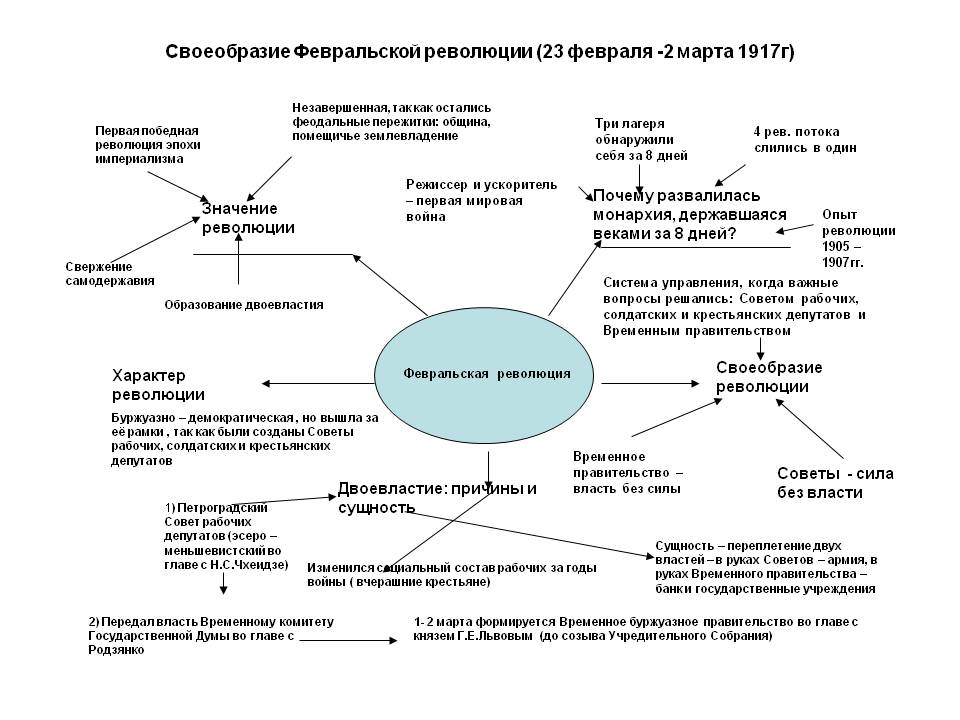 Своеобразие Февральской революции (23 февраля -2 марта 1917г)
Незавершенная, так как остались
феодальные пережитки: община,
помещичье землевладение
Первая победная
революция эпохи
империализма
Три лагеря
обнаружили
себя за 8 дней
4 рев. потока
слились в один
Режиссер и ускоритель
– первая мировая
война
Почему развалилась
монархия, державшаяся
веками за 8 дней?
Значение
революции
Опыт
революции
1905 –
1907гг.
Свержение
самодержавия
Образование двоевластия
Система управления, когда важные
вопросы решались: Советом рабочих,
солдатских и крестьянских депутатов и
Временным правительством
Февральская революция
Характер
революции
Своеобразие
революции
Буржуазно – демократическая, но вышла за
её рамки, так как были созданы Советы
рабочих, солдатских и крестьянских
депутатов
Временное
правительство –
власть без силы
Советы - сила
без власти
Двоевластие: причины и
сущность
1) Петроградский
Совет рабочих
депутатов (эсеро –
меньшевистский во
главе с Н.С.Чхеидзе)
Изменился социальный состав рабочих за годы
войны ( вчерашние крестьяне)
Сущность – переплетение двух
властей – в руках Советов – армия, в
руках Временного правительства –
банки государственные учреждения
2) Передал власть Временному комитету
Государственной Думы во главе с
Родзянко
1- 2 марта формируется Временное буржуазное правительство во главе с
князем Г.Е.Львовым (до созыва Учредительного Собрания)